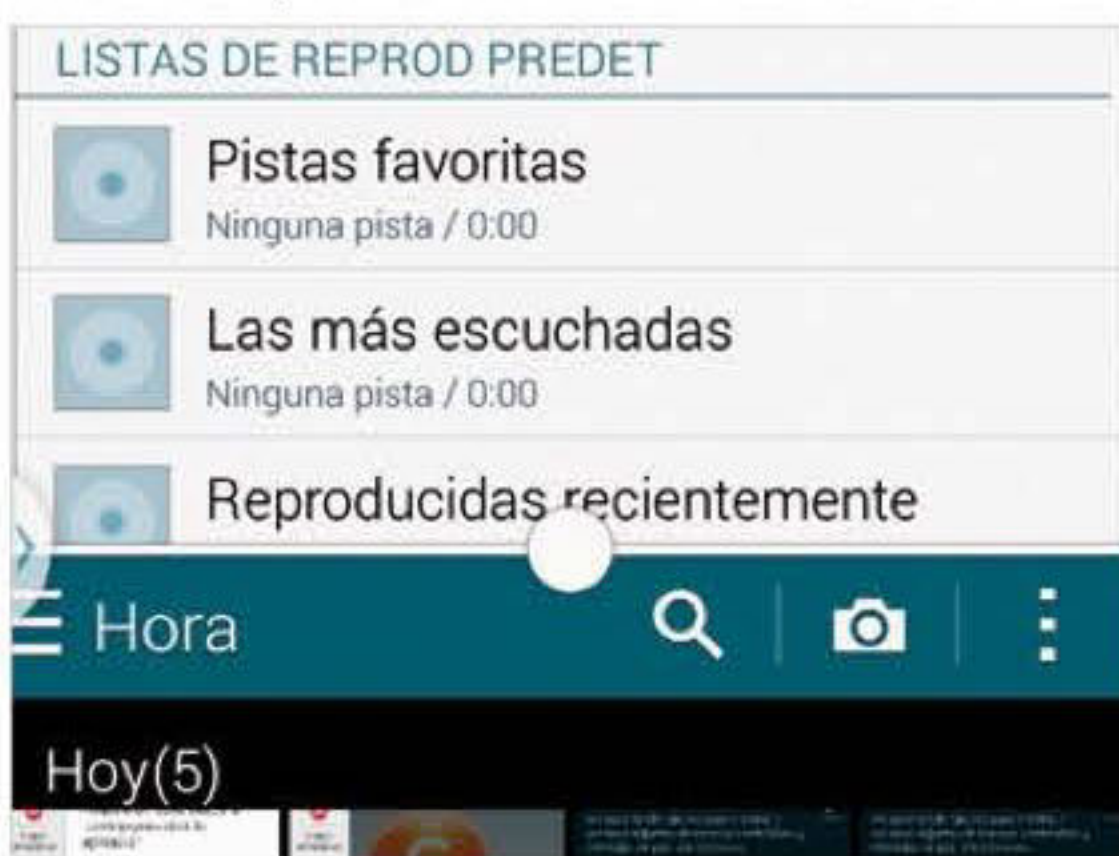 LISTAS DE REPROD PREDET
Pistas favoritas
Ninguna pista / 0:00
Las más escuchadas
Ninguna pista / 0:00
Reproducidas recientemente
Hora
Hoy(5)